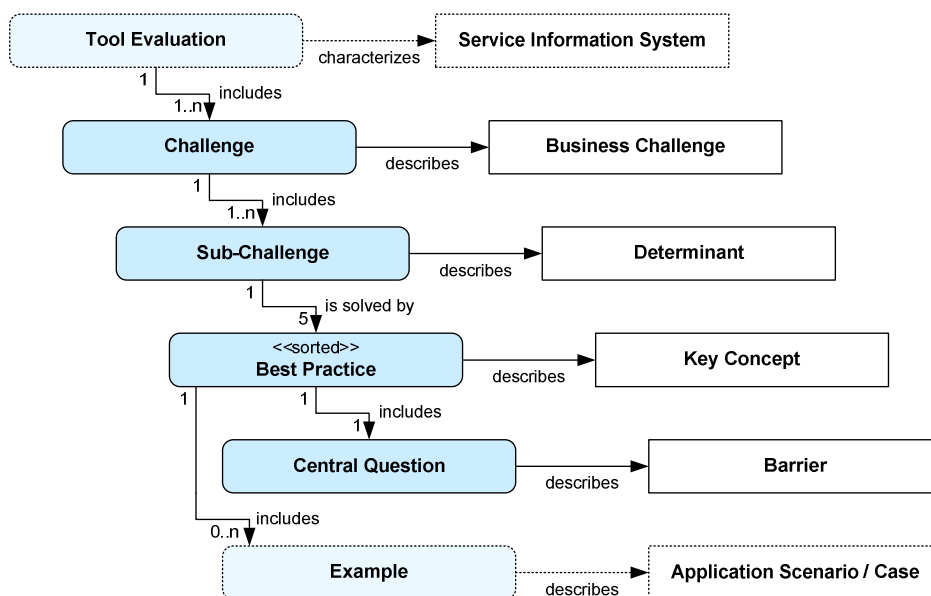 Tool Evaluation
Service Information System
characterizes
1
includes
1..n
Challenge
Business Challenge
describes
1
includes
1..n
Sub-Challenge
Determinant
describes
1
is solved by
5
<<sorted>>
Best Practice
Key Concept
describes
1
1
includes
1
Central Question
Barrier
describes
includes
0..n
Example
Application Scenario / Case
describes